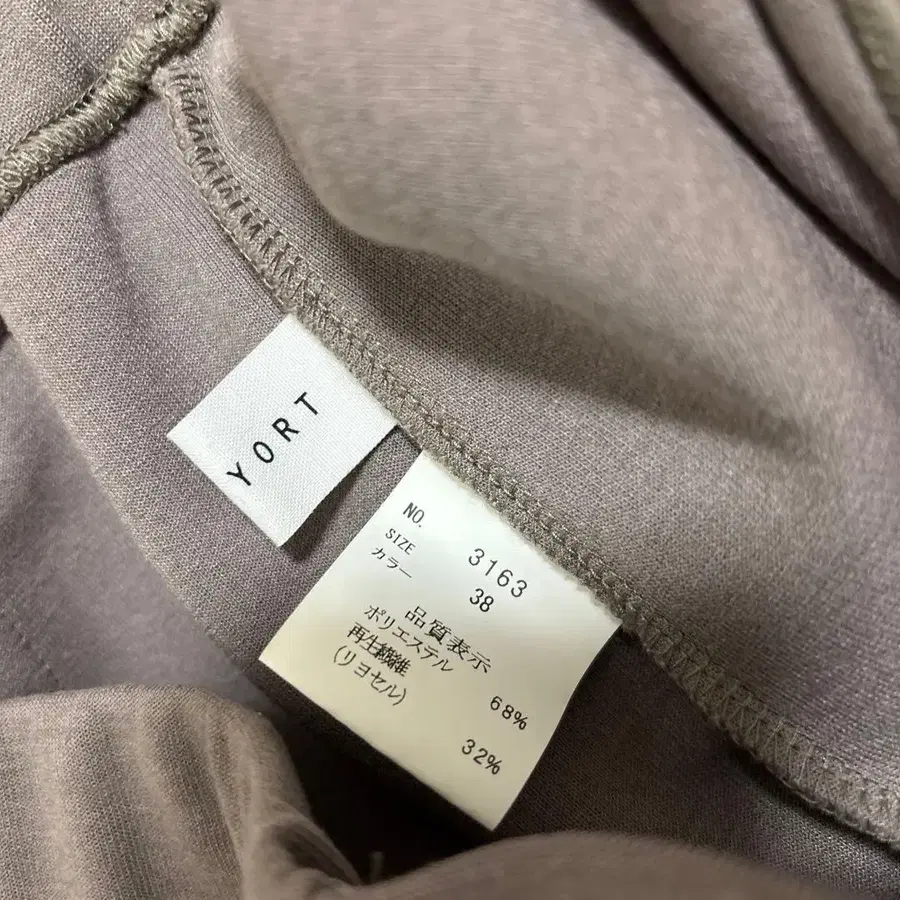 YORT
NO. 3163
SIZE 38
カラー
品質表示
ポリエステル 68%
再生繊維
(リヨセル) 32%